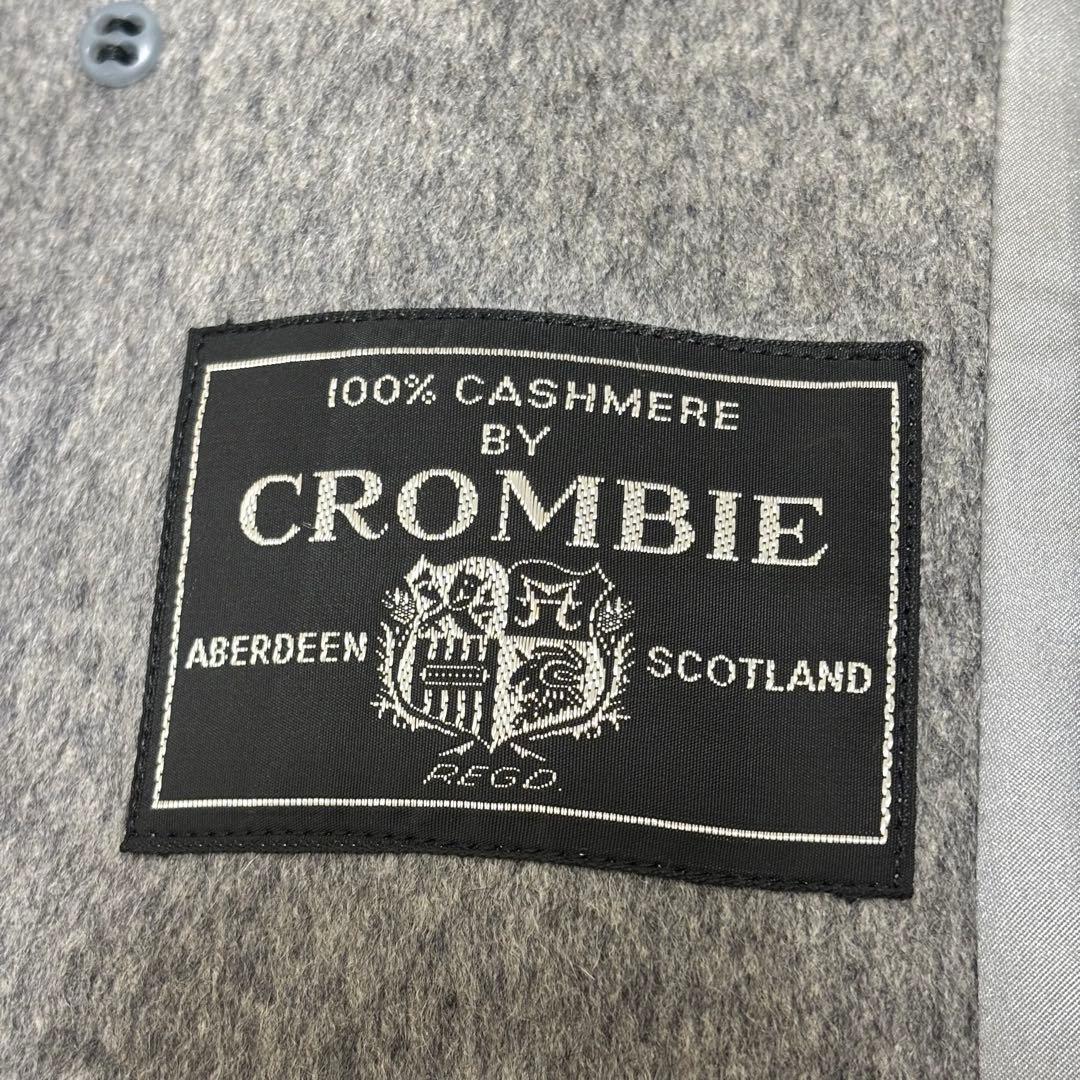 100% CASHMERE
BY
CROMBIE
ABERDEEN SCOTLAND
REGD.